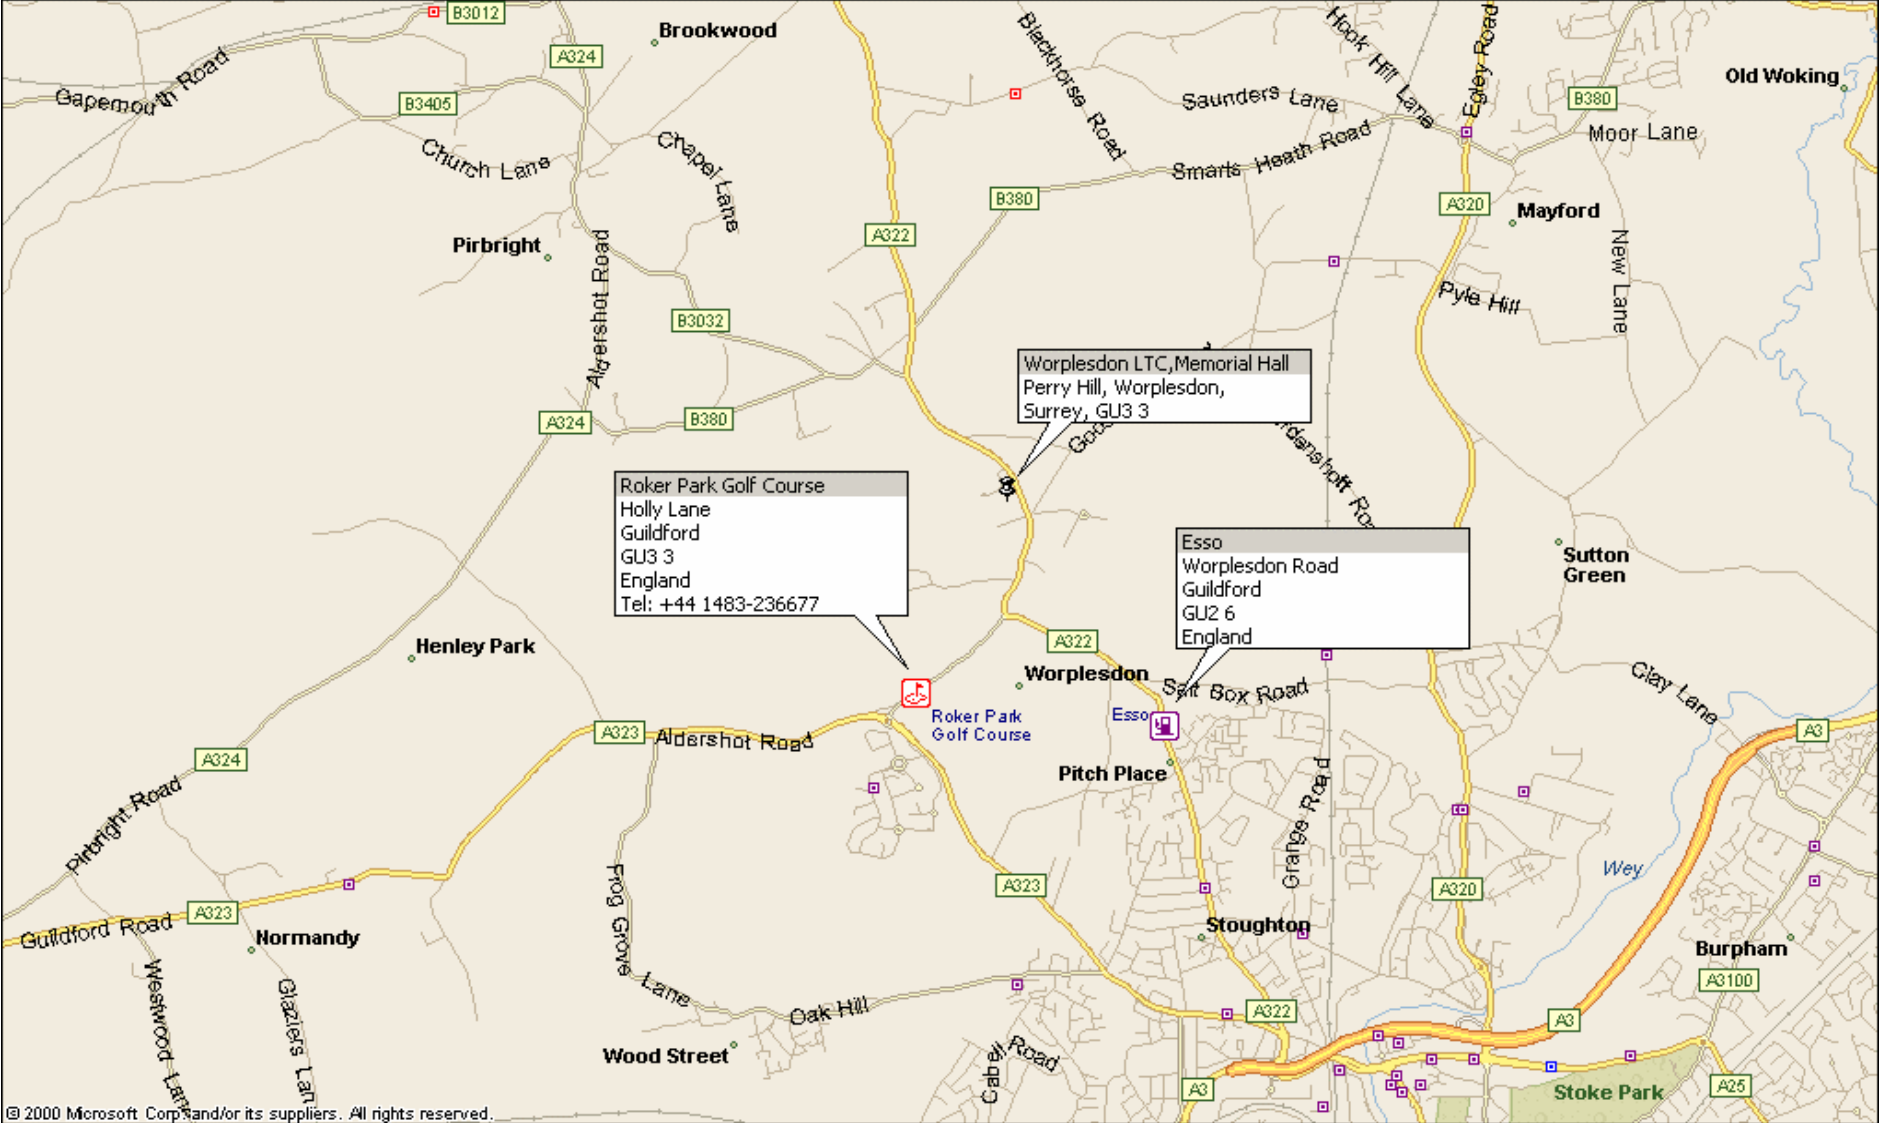 B3012
Brookwood
A324
Gapemouth Road
B3405
Church Lane
Chapel Lane
Blackhorse Road
Hook Hill Lane
Egley Road
Old Woking
B380
Moor Lane
Saunders Lane
Smarts Heath Road
B380
A320
Mayford
New Lane
Pyle Hill
A322
Pirbright
Aldershot Road
B3032
A324
B380
Worplesdon LTC,Memorial Hall
Perry Hill, Worplesdon,
Surrey, GU3 3
Roker Park Golf Course
Holly Lane
Guildford
GU3 3
England
Tel: +44 1483-236677
Esso
Worplesdon Road
Guildford
GU2 6
England
Sutton
Green
Henley Park
A322
Worplesdon
Salt Box Road
Clay Lane
Esso
Roker Park
Golf Course
A323
Aldershot Road
A3
A324
Pitch Place
Pirbright Road
Grange Road
Wey
Frog Grove Lane
A323
A320
A323
Guildford Road
Normandy
Stoughton
Burpham
A3100
Westwood Lan
Glaziers Lan
Oak Hill
A322
A3
Wood Street
Cabell Road
A3
Stoke Park
A25
© 2000 Microsoft Corp. and/or its suppliers. All rights reserved.